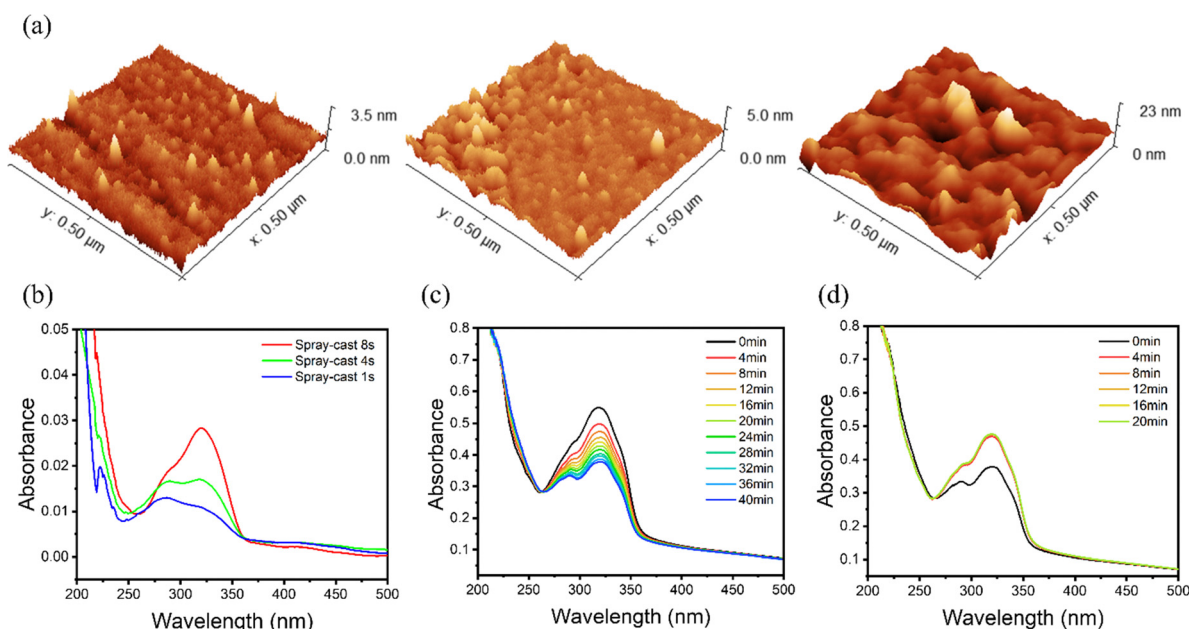 (a)
3.5 nm
0.0 nm
y: 0.50 µm
x: 0.50 µm
5.0 nm
0.0 nm
y: 0.50 µm
x: 0.50 µm
23 nm
0 nm
y: 0.50 µm
x: 0.50 µm
(b)
0.05
0.04
0.03
0.02
0.01
0.00
Absorbance
Spray-cast 8s
Spray-cast 4s
Spray-cast 1s
200 250 300 350 400 450 500
Wavelength (nm)
(c)
0.8
0.7
0.6
0.5
0.4
0.3
0.2
0.1
Absorbance
0min
4min
8min
12min
16min
20min
24min
28min
32min
36min
40min
200 250 300 350 400 450 500
Wavelength (nm)
(d)
0.8
0.7
0.6
0.5
0.4
0.3
0.2
0.1
Absorbance
0min
4min
8min
12min
16min
20min
200 250 300 350 400 450 500
Wavelength (nm)